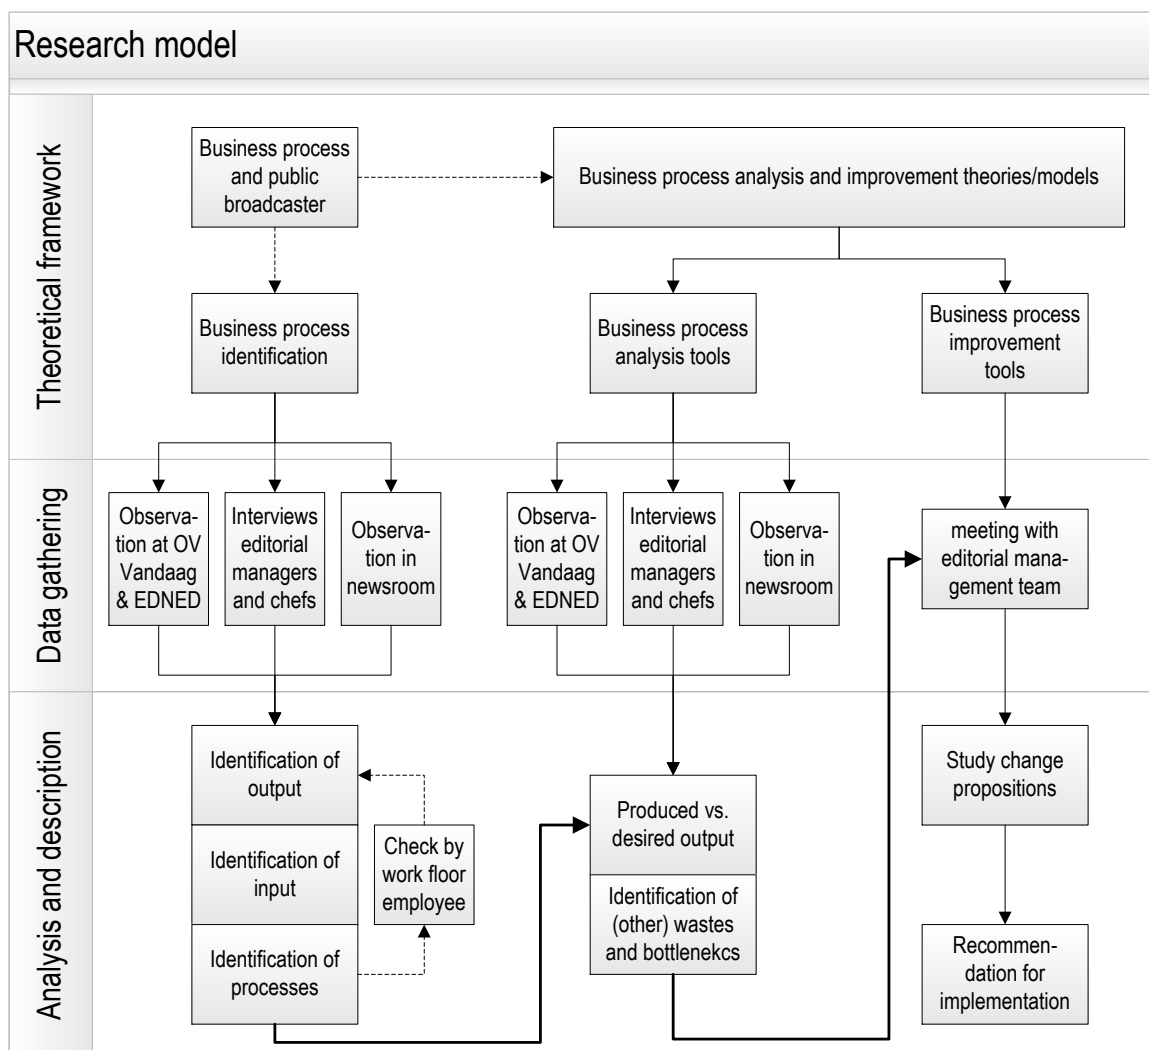 Research model
Theoretical framework
Business process
and public
broadcaster
Business process analysis and improvement theories/models
Business process
identification
Business process
analysis tools
Business process
improvement
tools
Data gathering
Observa-
tion at OV
Vandaag
& EDNED
Interviews
editorial
managers
and chefs
Observa-
tion in
newsroom
Observa-
tion at OV
Vandaag
& EDNED
Interviews
editorial
managers
and chefs
Observa-
tion in
newsroom
meeting with
editorial mana-
gement team
Analysis and description
Identification of
output
Identification of
input
Identification of
processes
Check by
work floor
employee
Produced vs.
desired output
Identification of
(other) wastes
and bottlenekcs
Study change
propositions
Recommen-
dation for
implementation